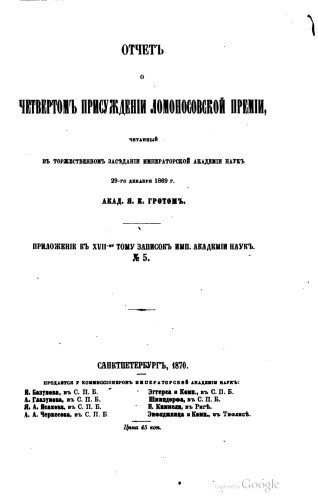 ОТЧЕТЪ
О
ЧЕТВЕРТОМЪ ПРИСУЖДЕНІИ ЛОМОНОСОВСКОЙ ПРЕМІИ,
ЧИТАННЫЙ
ВЪ ТОРЖЕСТВЕННОМЪ ЗАСѢДАНІИ ИМПЕРАТОРСКОЙ АКАДЕМІИ НАУКЪ
29-ГО ДЕКАБРЯ 1869 Г.
АКАД. Я. К. ГРОТОМЪ.
ПРИЛОЖЕНІЕ КЪ XVII-МУ ТОМУ ЗАПИСОКЪ ИМП. АКАДЕМІИ НАУКЪ.
№ 5.
САНКТПЕТЕРБУРГЪ, 1870.
ПРОДАЕТСЯ У КОММИССІОНЕРОВЪ ИМПЕРАТОРСКОЙ АКАДЕМІИ НАУКЪ:
И. Базунова, въ С. П. Б.
А. Глазунова, въ С. П. Б.
Я. А. Исакова, въ С. П. Б.
А. А. Черкесова, въ С. П. Б.
Эггерса и Комп., въ С. П. Б.
Шмицдорфа, въ С. П. Б.
Н. Киммеля, въ Ригѣ.
Энфяджянца и Комп., въ Тифлисѣ.
Цѣна 45 коп.
Digitized by Google